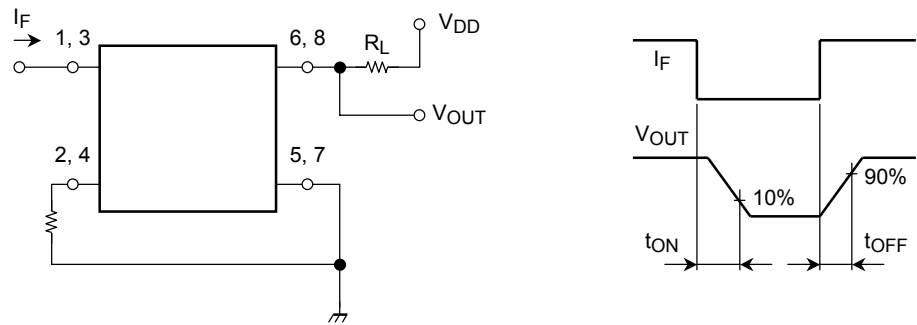 IF
1, 3
6, 8
RL
VDD
VOUT
2, 4
5, 7
IF
VOUT
10%
90%
tON
tOFF